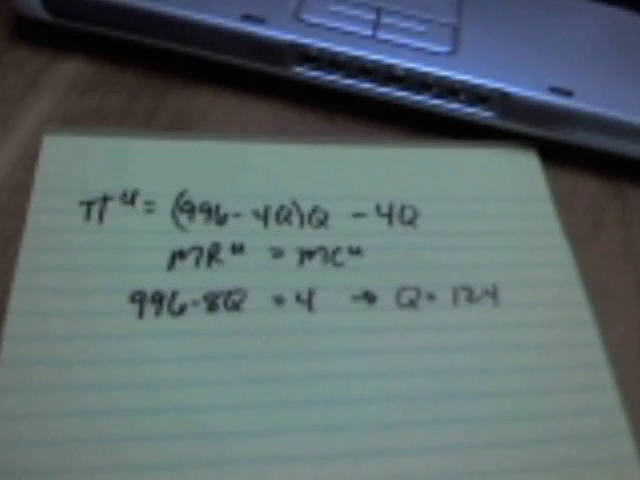 π^u = (996 - 4Q)Q - 4Q
MR^u = MC^u
996 - 8Q = 4 → Q = 124